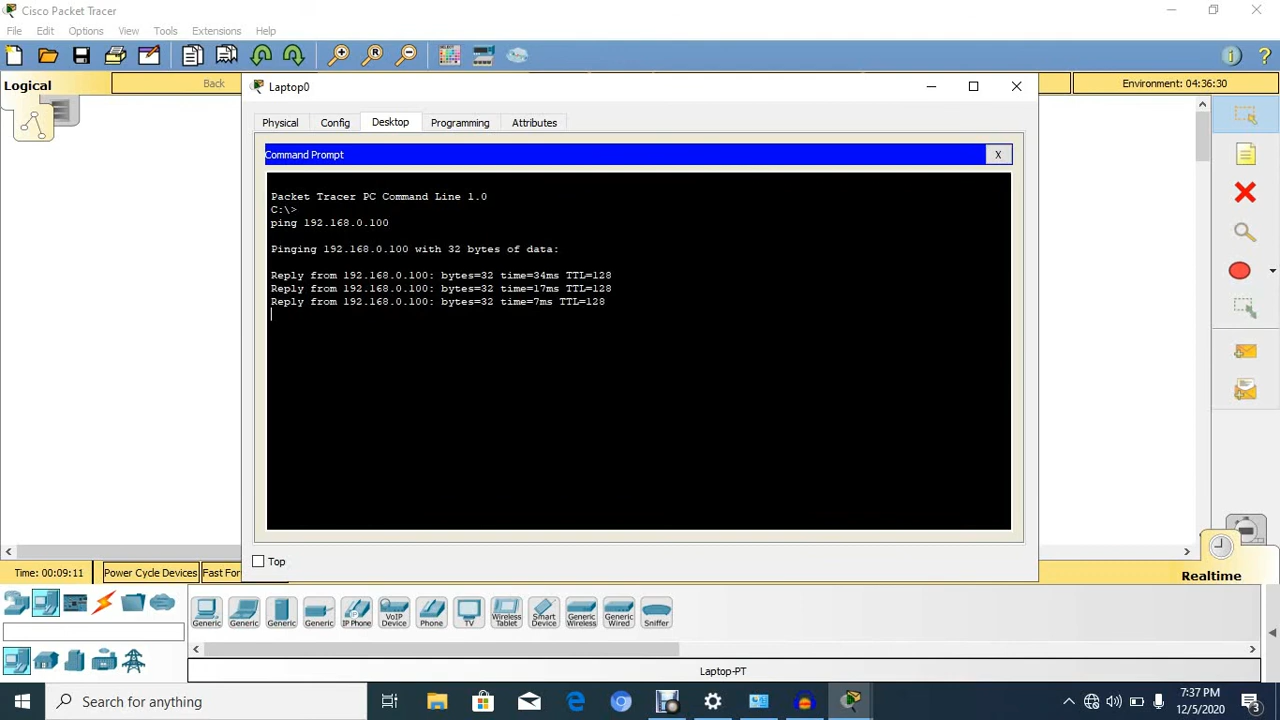 Cisco Packet Tracer
File Edit Options View Tools Extensions Help
Logical
Back
Environment: 04:36:30
Laptop0
Physical Config Desktop Programming Attributes
Command Prompt
X
Packet Tracer PC Command Line 1.0
C:\>
ping 192.168.0.100
Pinging 192.168.0.100 with 32 bytes of data:
Reply from 192.168.0.100: bytes=32 time=34ms TTL=128
Reply from 192.168.0.100: bytes=32 time=17ms TTL=128
Reply from 192.168.0.100: bytes=32 time=7ms TTL=128
Top
Time: 00:09:11 Power Cycle Devices Fast For
Realtime
Generic Generic Generic Generic IP Phone VoIP Device Phone TV Wireless Tablet Smart Device Generic Wireless Generic Wired Sniffer
Laptop-PT
Search for anything
7:37 PM
12/5/2020
3